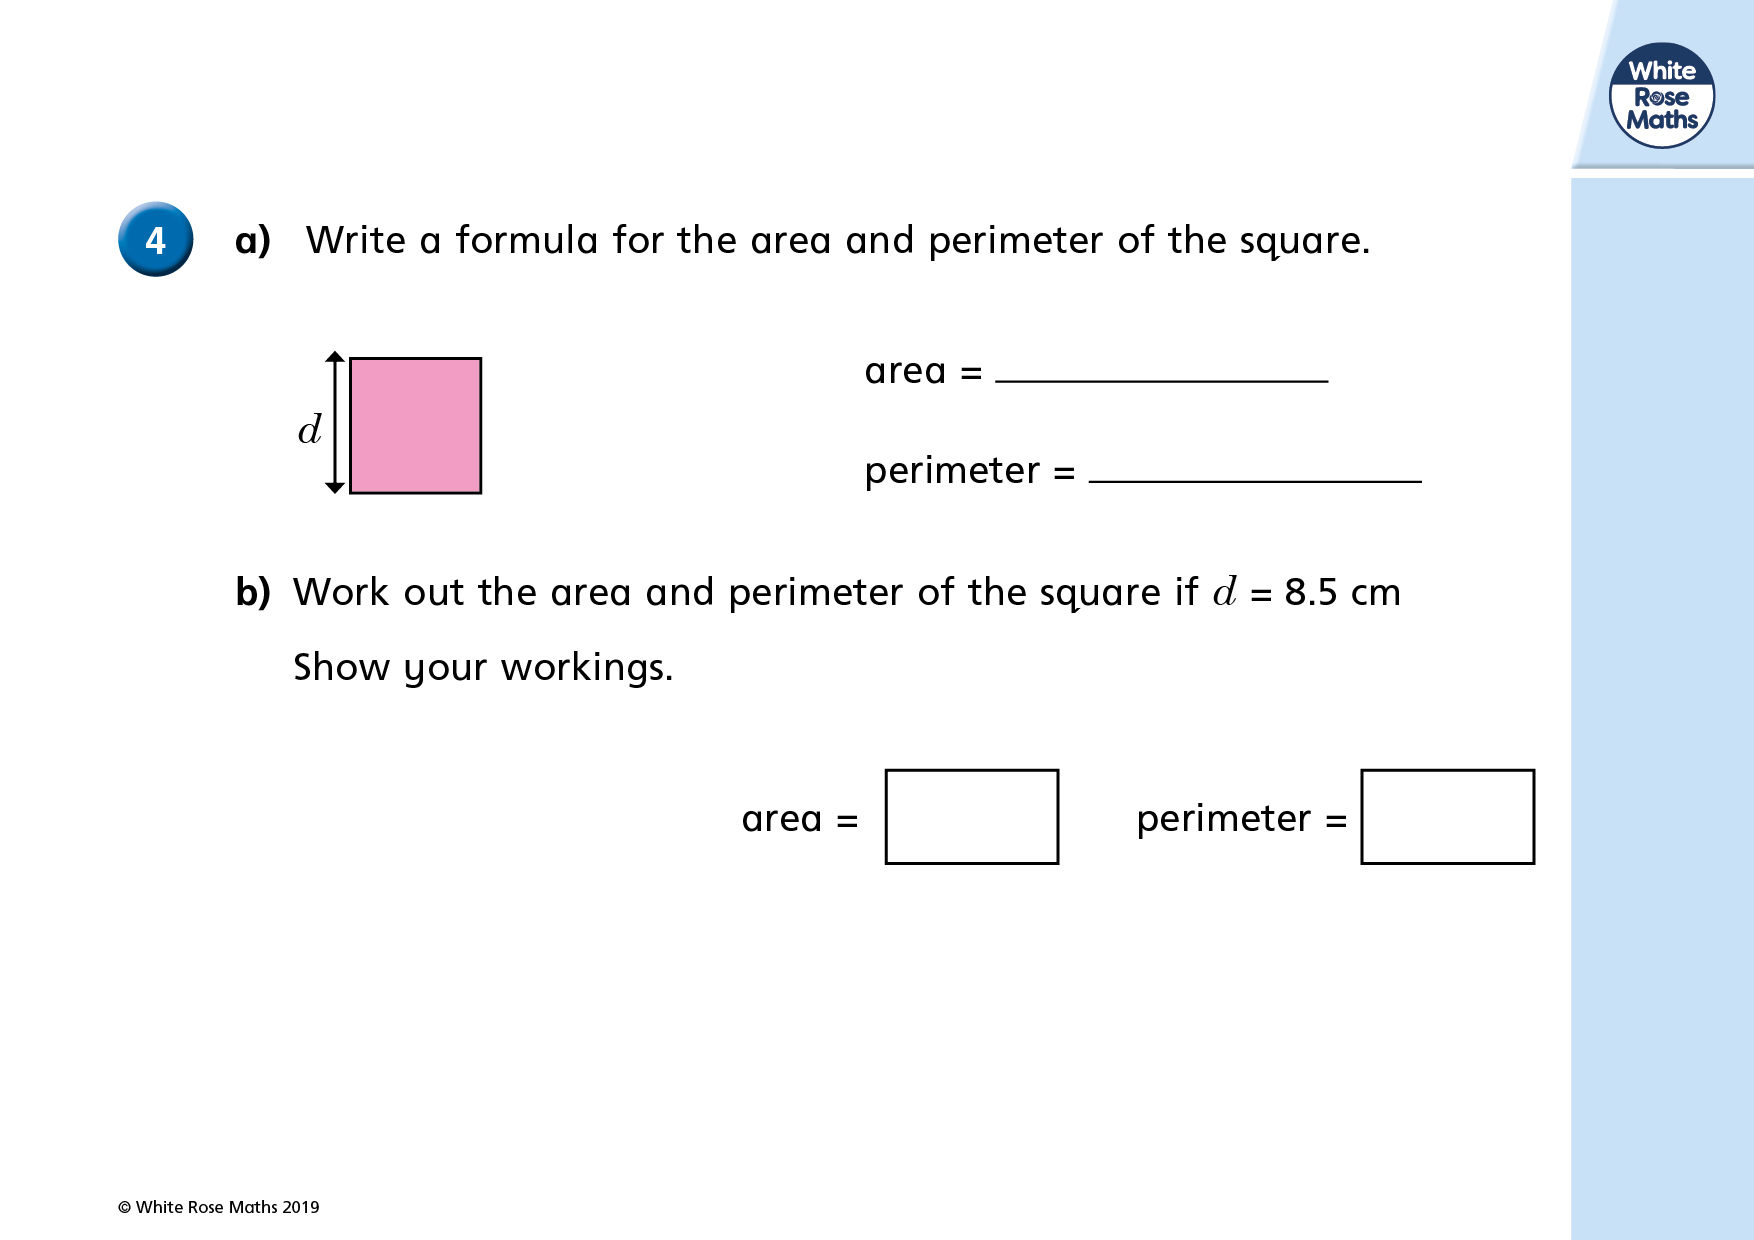 White
Rose
Maths
4 a) Write a formula for the area and perimeter of the square.
d
area =
perimeter =
b) Work out the area and perimeter of the square if d = 8.5 cm
Show your workings.
area = perimeter =
© White Rose Maths 2019